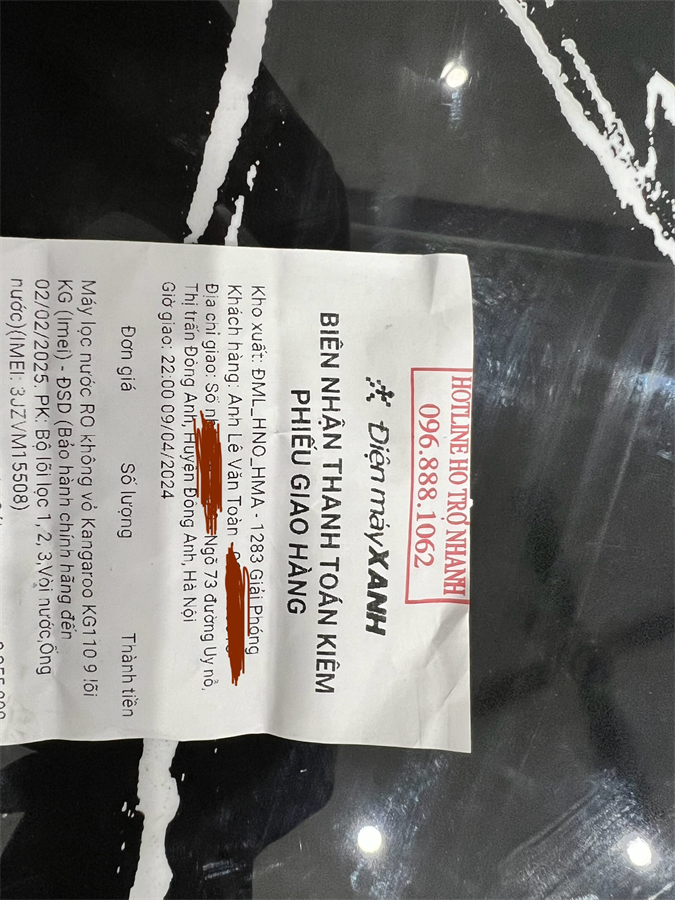 HOTLINE HO TRỢ NHANH
096.888.1062
Điện máy XANH
BIÊN NHẬN THANH TOÁN KIÊM
PHIẾU GIAO HÀNG
Kho xuất: ĐML_HNO_HMA - 1283 Giải Phóng
Khách hàng: Anh Lê Văn Toàn
Địa chỉ giao: Số Ngõ 73 đường Uy nỗ,
Thị trấn Đông Anh, Huyện Đông Anh, Hà Nội
Giờ giao: 22:00 09/04/2024
Đơn giá Số lượng Thành tiền
Máy lọc nước RO không vỏ Kangaroo KG110 9 lõi
KG (Imei) - ĐSD (Bảo hành chính hãng đến
02/02/2025. PK: Bộ lõi lọc 1, 2, 3,Vòi nước,Ống
nước)(IMEI: 3JZVM15508)